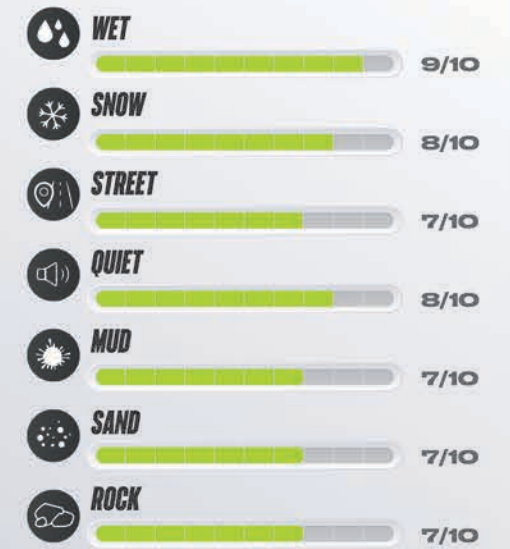 WET
9/10
SNOW
8/10
STREET
7/10
QUIET
8/10
MUD
7/10
SAND
7/10
ROCK
7/10